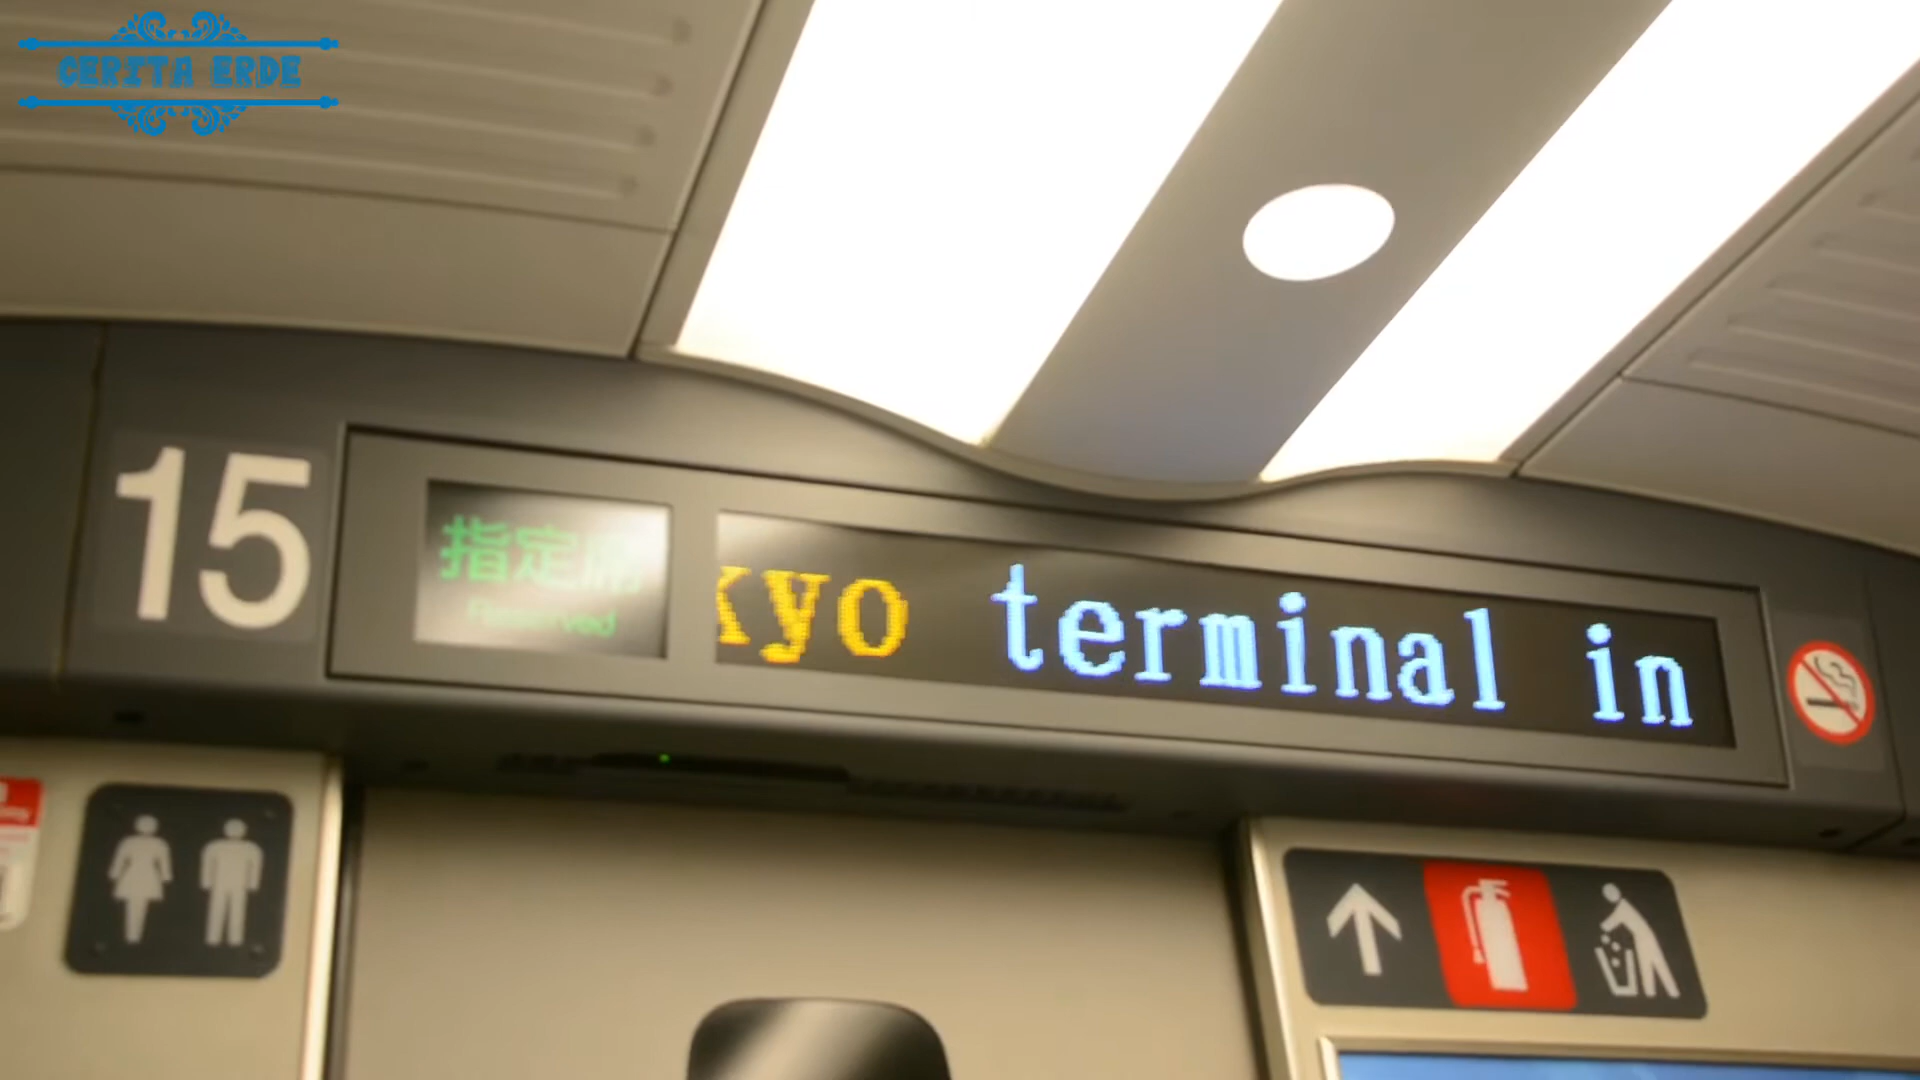 CERITA ERDE
15
指定席
Reserved
kyo terminal in